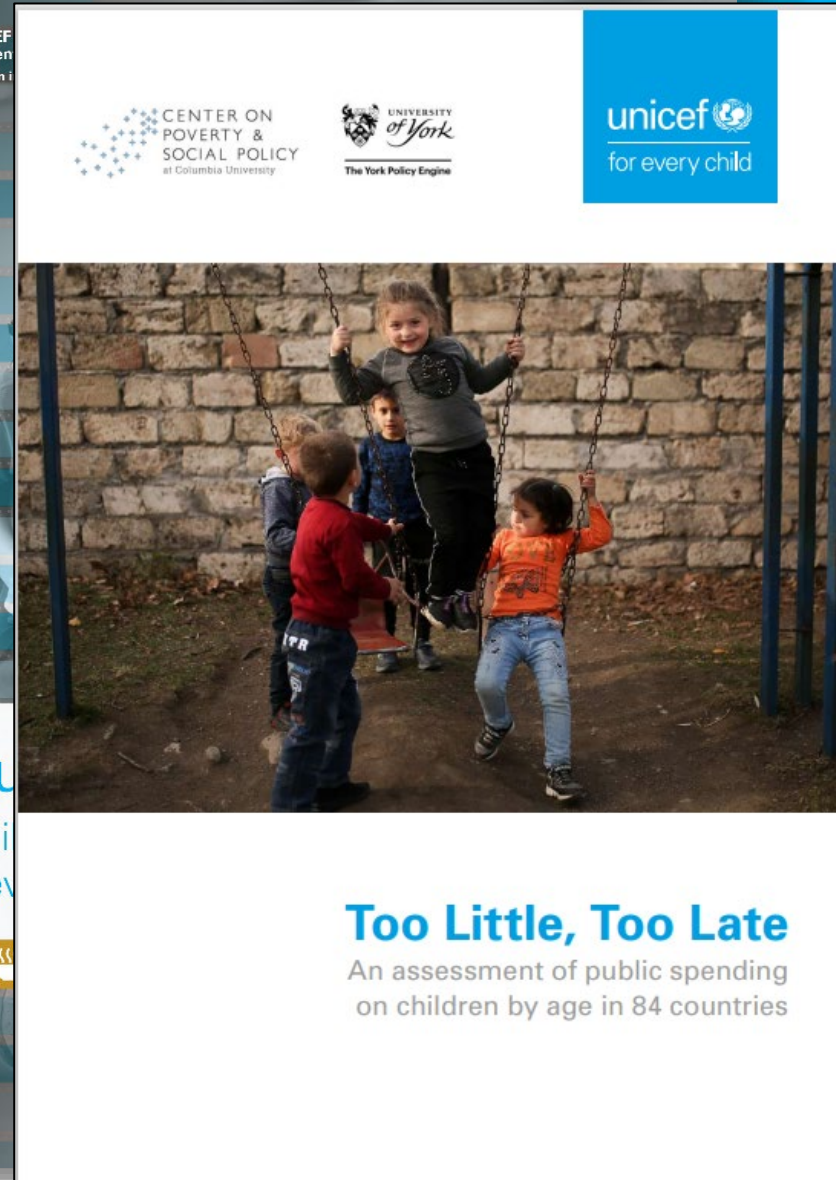 CENTER ON
POVERTY &
SOCIAL POLICY
at Columbia University
UNIVERSITY
of York
The York Policy Engine
unicef
for every child
TR
Too Little, Too Late
An assessment of public spending
on children by age in 84 countries